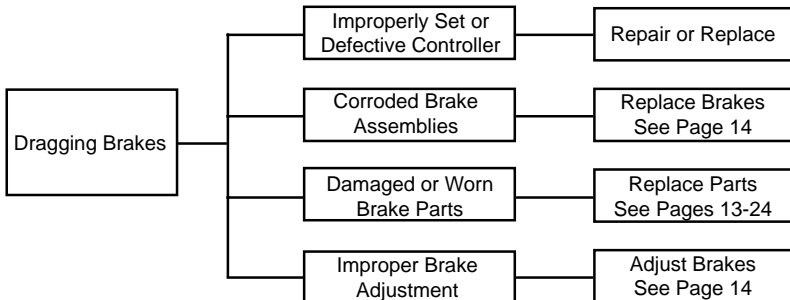 Dragging Brakes
Improperly Set or
Defective Controller
Repair or Replace
Corroded Brake
Assemblies
Replace Brakes
See Page 14
Damaged or Worn
Brake Parts
Replace Parts
See Pages 13-24
Improper Brake
Adjustment
Adjust Brakes
See Page 14